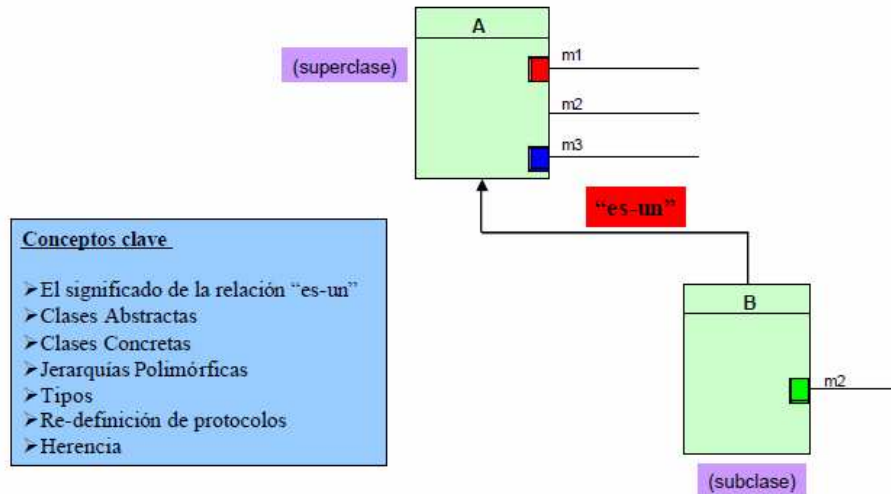 A
(superclase)
m1
m2
m3
“es-un”
Conceptos clave
➢El significado de la relación “es-un”
➢Clases Abstractas
➢Clases Concretas
➢Jerarquías Polimórficas
➢Tipos
➢Re-definición de protocolos
➢Herencia
B
m2
(subclase)